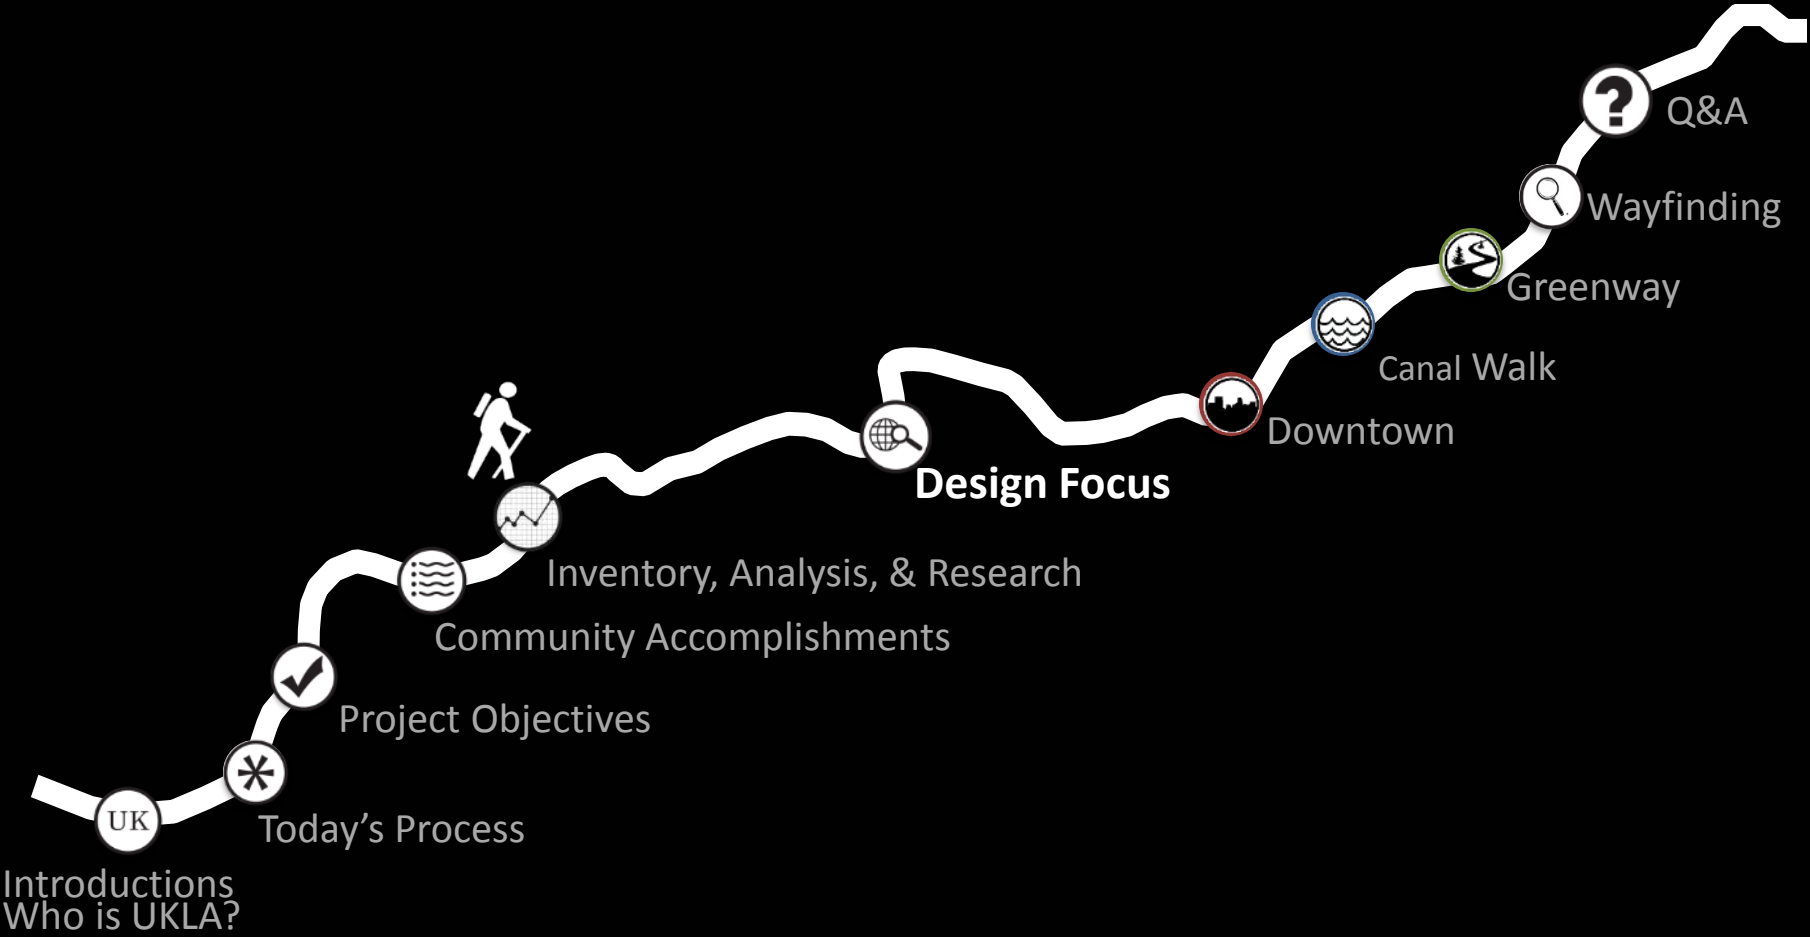 Q&A
Wayfinding
Greenway
Canal Walk
Downtown
Design Focus
Inventory, Analysis, & Research
Community Accomplishments
Project Objectives
Today’s Process
UK
Introductions
Who is UKLA?